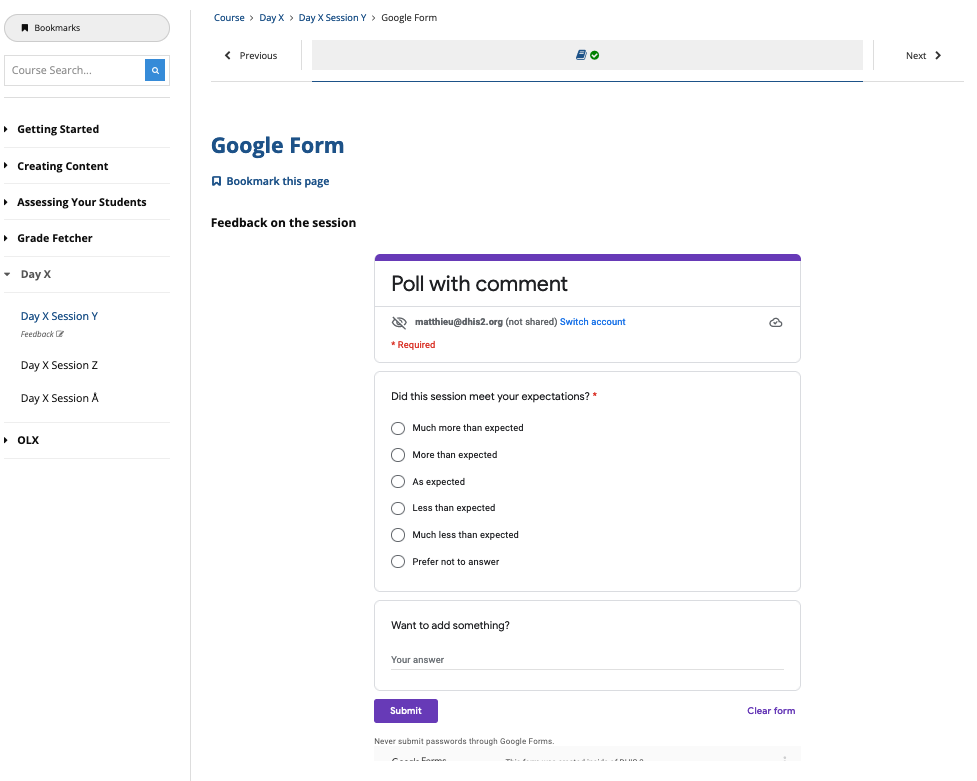 Bookmarks
Course Search...
Getting Started
Creating Content
Assessing Your Students
Grade Fetcher
Day X
Day X Session Y
Feedback
Day X Session Z
Day X Session Å
OLX
Course > Day X > Day X Session Y > Google Form
Previous
Next
Google Form
Bookmark this page
Feedback on the session
Poll with comment
matthieu@dhis2.org (not shared) Switch account
* Required
Did this session meet your expectations? *
Much more than expected
More than expected
As expected
Less than expected
Much less than expected
Prefer not to answer
Want to add something?
Your answer
Submit
Clear form
Never submit passwords through Google Forms.